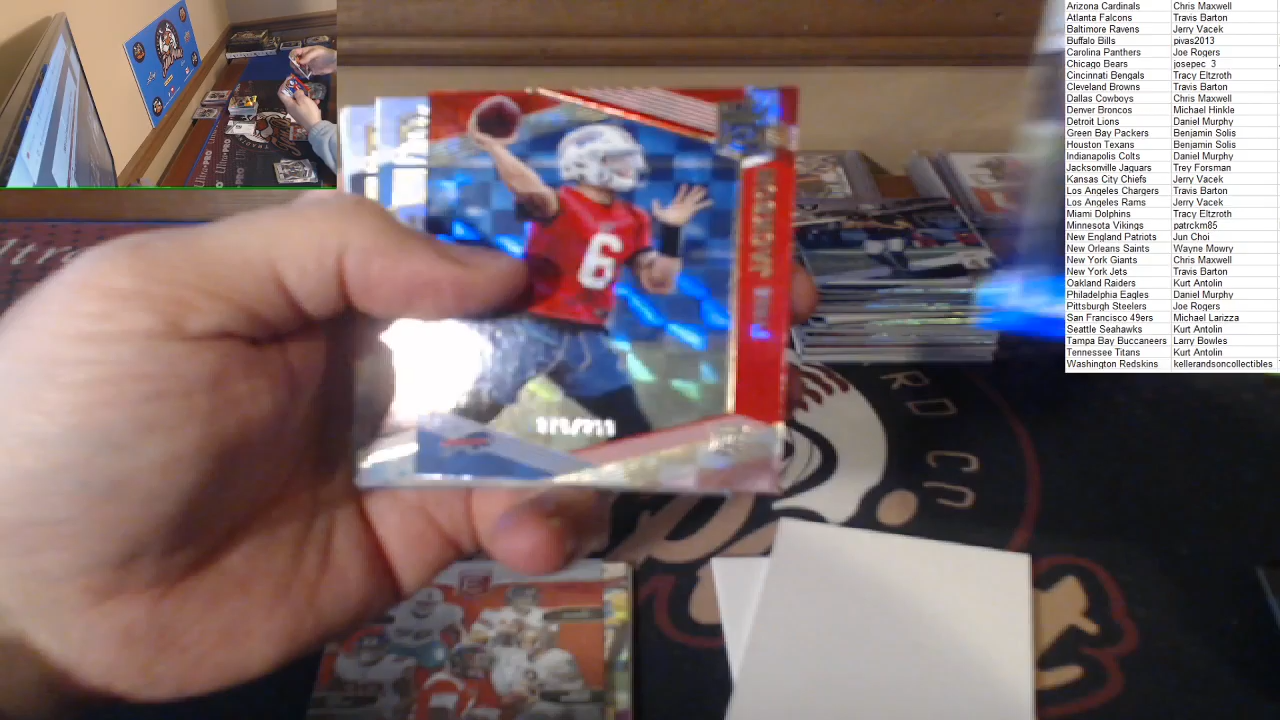 Arizona Cardinals Chris Maxwell
Atlanta Falcons Travis Barton
Baltimore Ravens Jerry Vacek
Buffalo Bills pivas2013
Carolina Panthers Joe Rogers
Chicago Bears josepec_3
Cincinnati Bengals Tracy Eltzroth
Cleveland Browns Travis Barton
Dallas Cowboys Chris Maxwell
Denver Broncos Michael Hinkle
Detroit Lions Daniel Murphy
Green Bay Packers Benjamin Solis
Houston Texans Benjamin Solis
Indianapolis Colts Daniel Murphy
Jacksonville Jaguars Trey Forsman
Kansas City Chiefs Jerry Vacek
Los Angeles Chargers Travis Barton
Los Angeles Rams Jerry Vacek
Miami Dolphins Tracy Eltzroth
Minnesota Vikings patrckm85
New England Patriots Jun Choi
New Orleans Saints Wayne Mowry
New York Giants Chris Maxwell
New York Jets Travis Barton
Oakland Raiders Kurt Antolin
Philadelphia Eagles Daniel Murphy
Pittsburgh Steelers Joe Rogers
San Francisco 49ers Michael Larizza
Seattle Seahawks Kurt Antolin
Tampa Bay Buccaneers Larry Bowles
Tennessee Titans Kurt Antolin
Washington Redskins kellerandsoncollectibles
6